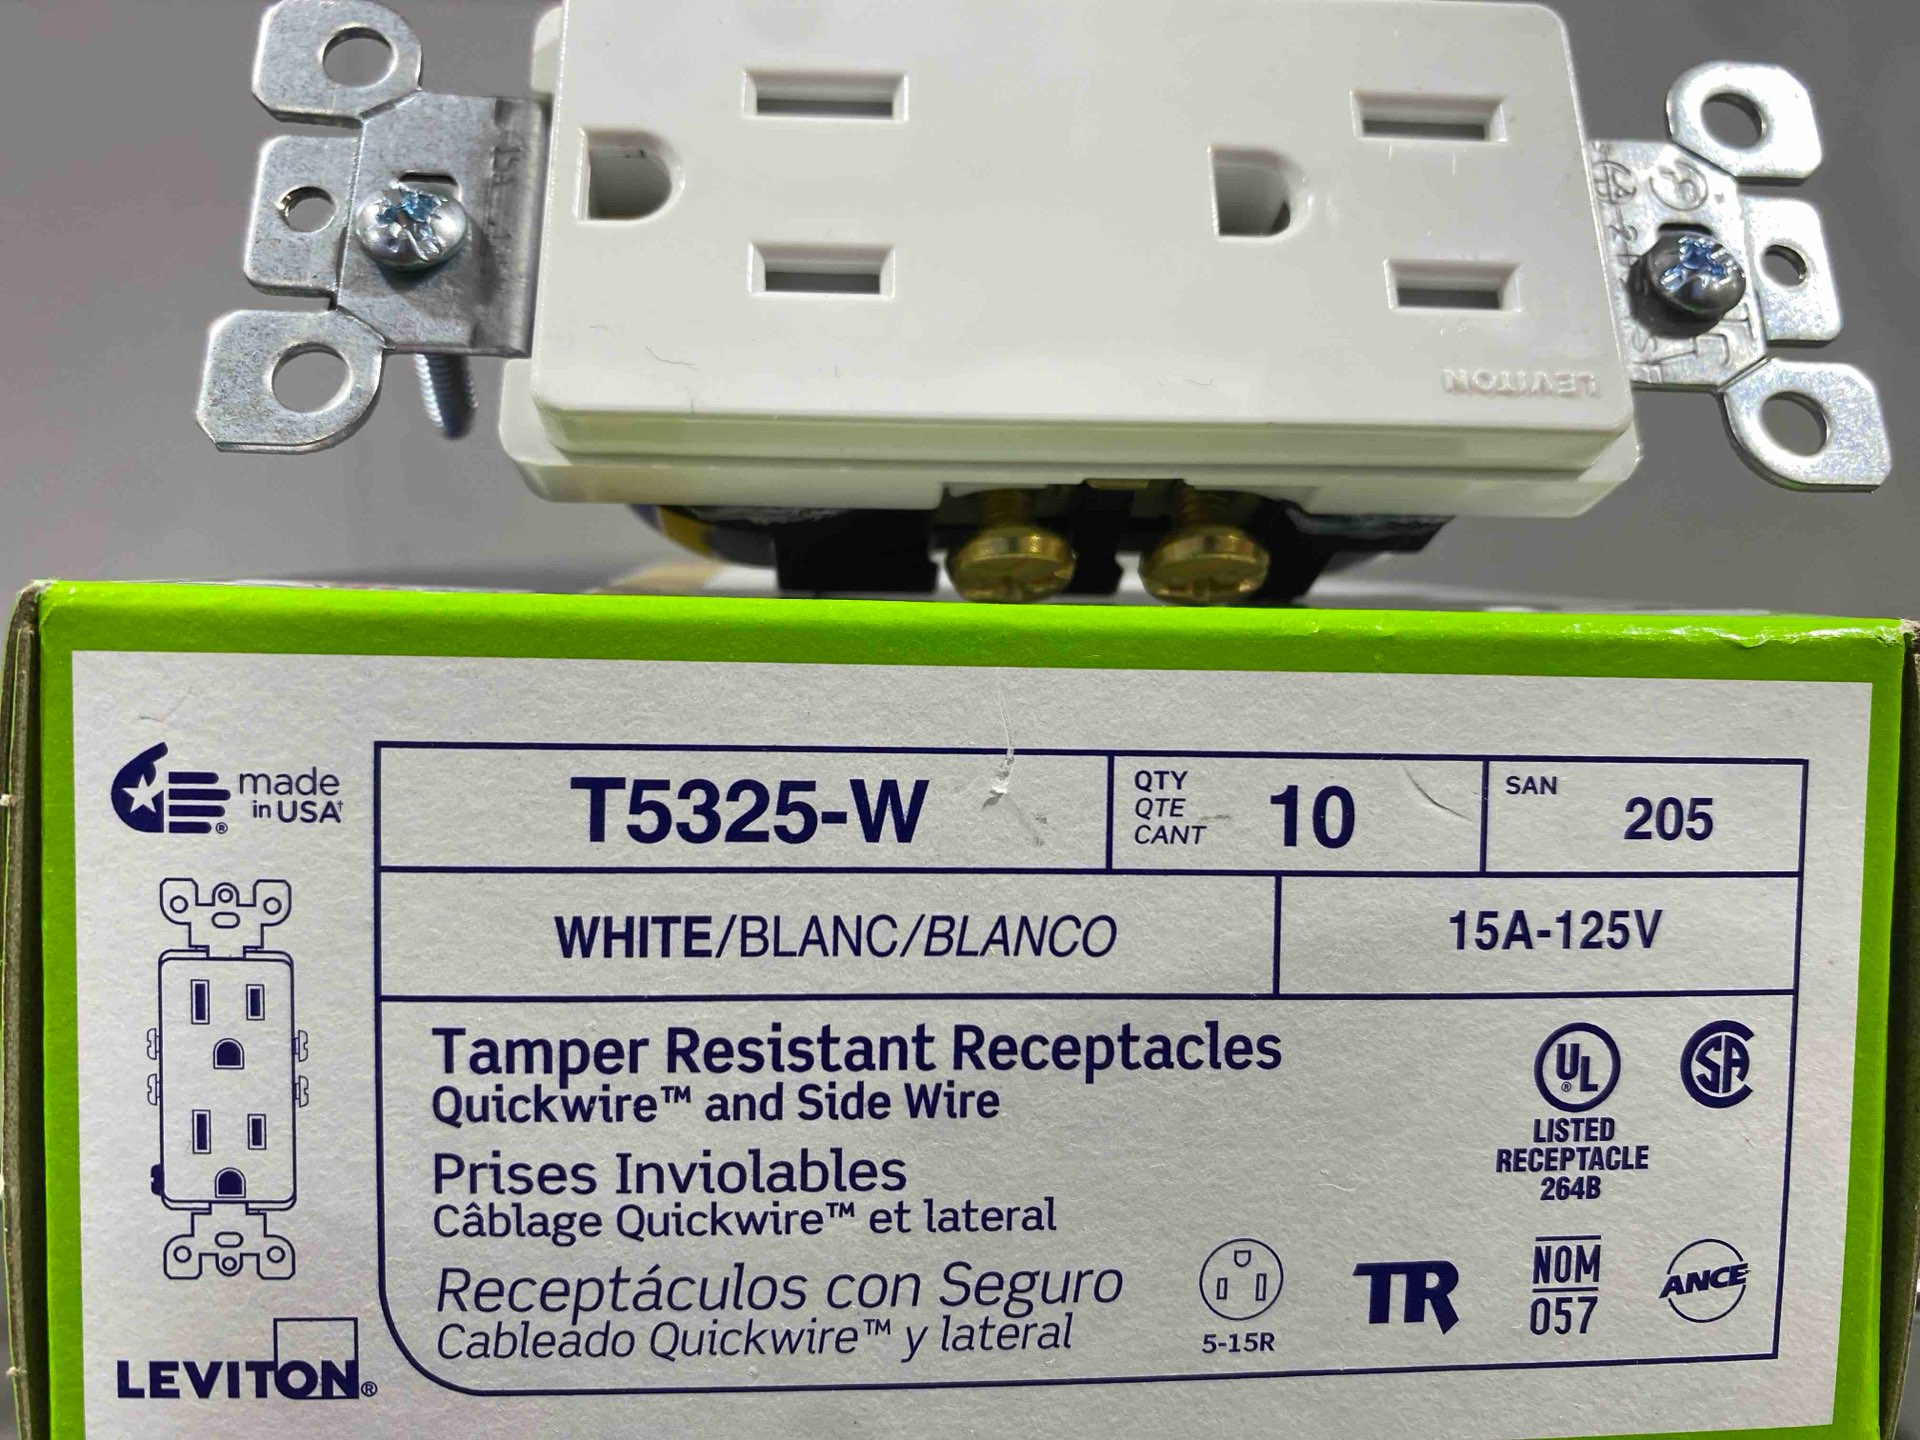 LEVITON
made
in USA†
T5325-W
QTY
QTE
CANT
10
SAN
205
WHITE/BLANC/BLANCO
15A-125V
Tamper Resistant Receptacles
Quickwire™ and Side Wire
Prises Inviolables
Câblage Quickwire™ et lateral
Receptáculos con Seguro
Cableado Quickwire™ y lateral
UL
®
LISTED
RECEPTACLE
264B
SA
5-15R
TR
NOM
057
ANCE
LEVITON®